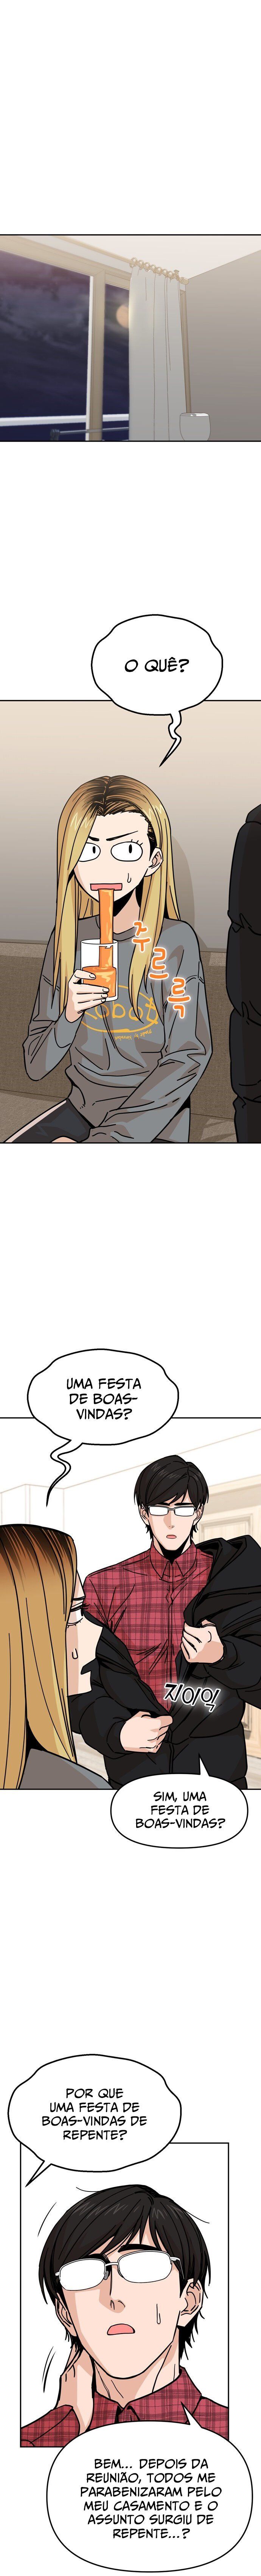 O QUÊ?
주
르
륵
UMA FESTA
DE BOAS-
VINDAS?
지이익
SIM, UMA
FESTA DE
BOAS-VINDAS?
POR QUE
UMA FESTA DE
BOAS-VINDAS DE
REPENTE?
BEM... DEPOIS DA
REUNIÃO, TODOS ME
PARABENIZARAM PELO
MEU CASAMENTO E O
ASSUNTO SURGIU DE
REPENTE...?